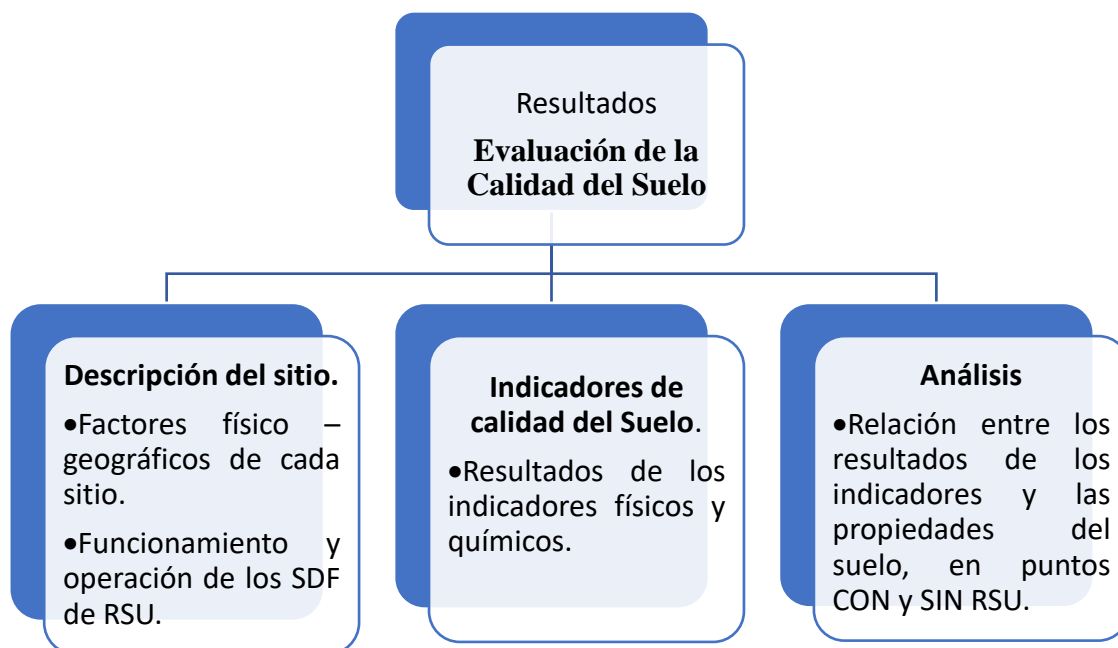 Resultados
Evaluación de la
Calidad del Suelo
Descripción del sitio.
•Factores físico –
geográficos de cada
sitio.
•Funcionamiento y
operación de los SDF
de RSU.
Indicadores de
calidad del Suelo.
•Resultados de los
indicadores físicos y
químicos.
Análisis
•Relación entre los
resultados de los
indicadores y las
propiedades del
suelo, en puntos
CON y SIN RSU.